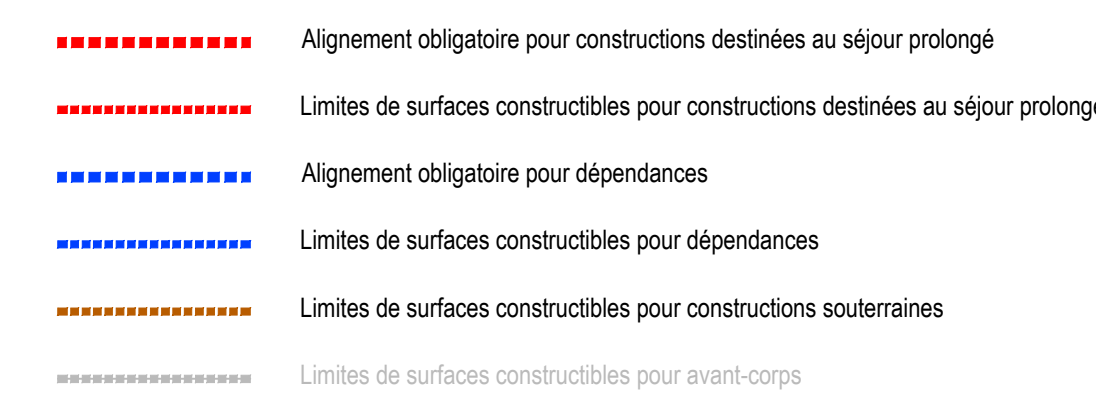 Alignement obligatoire pour constructions destinées au séjour prolongé
Limites de surfaces constructibles pour constructions destinées au séjour prolongé
Alignement obligatoire pour dépendances
Limites de surfaces constructibles pour dépendances
Limites de surfaces constructibles pour constructions souterraines
Limites de surfaces constructibles pour avant-corps